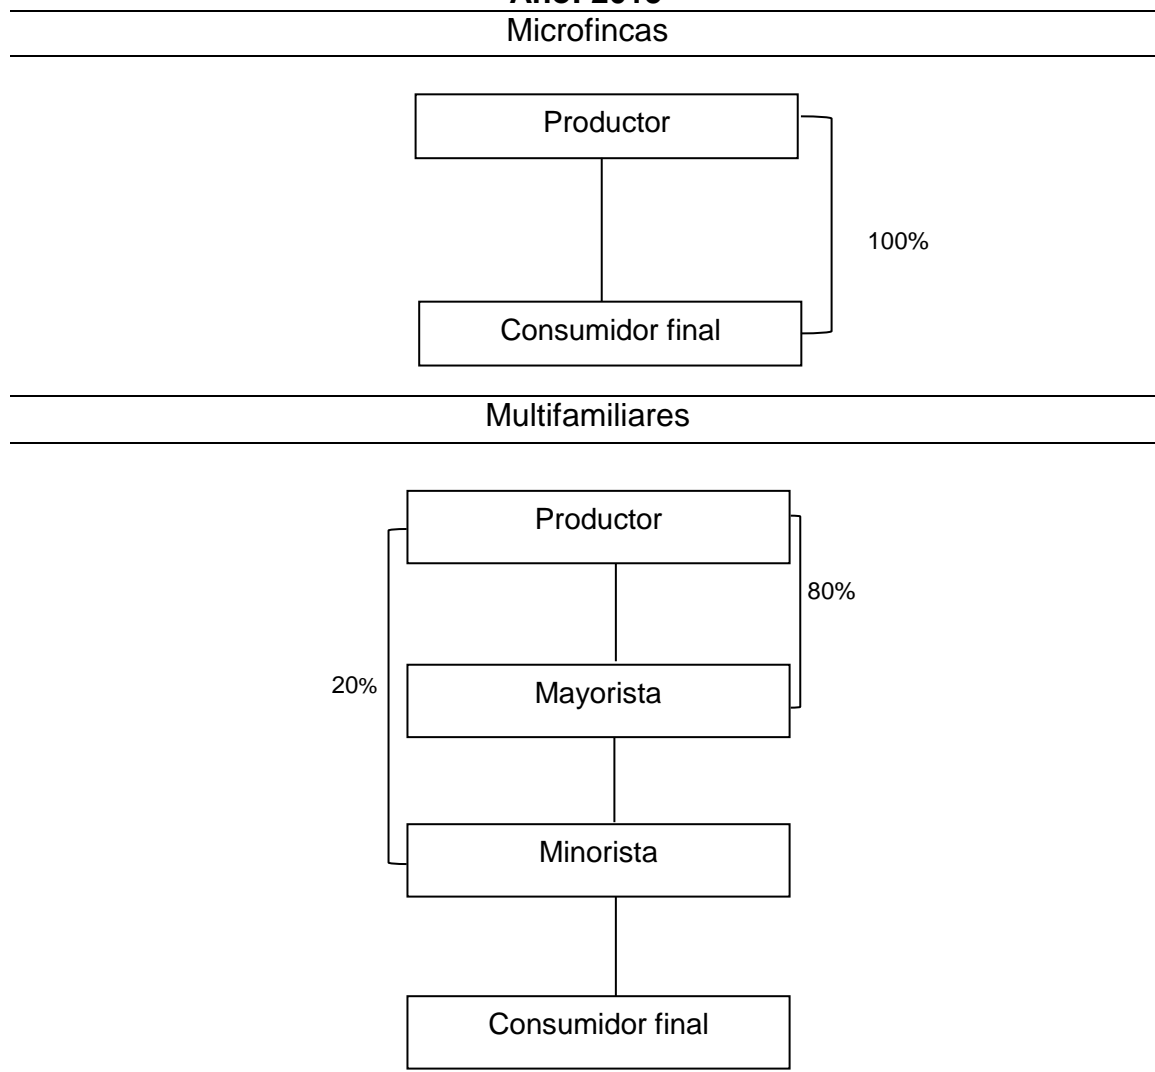 Microfincas
Productor
100%
Consumidor final
Multifamiliares
Productor
80%
20%
Mayorista
Minorista
Consumidor final